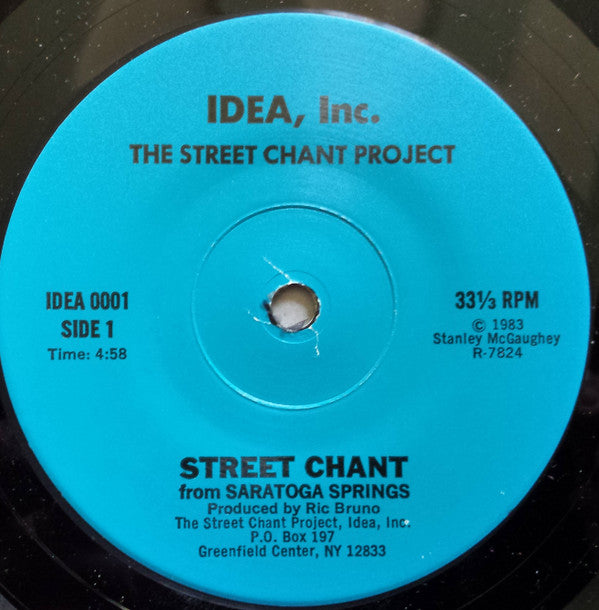 IDEA, Inc.
THE STREET CHANT PROJECT
IDEA 0001
SIDE 1
Time: 4:58
33⅓ RPM
© 1983
Stanley McGaughey
R-7824
STREET CHANT
from SARATOGA SPRINGS
Produced by Ric Bruno
The Street Chant Project, Idea, Inc.
P.O. Box 197
Greenfield Center, NY 12833